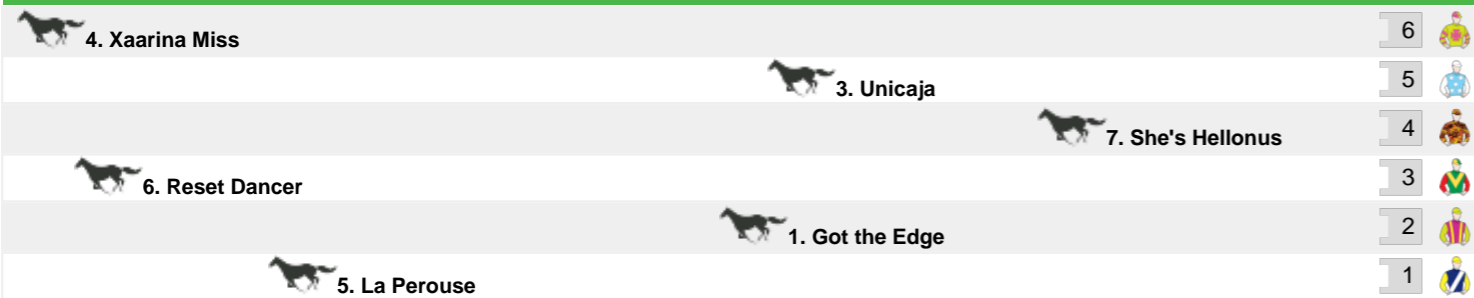 4. Xaarina Miss 6
3. Unicaja 5
7. She's Hellonus 4
6. Reset Dancer 3
1. Got the Edge 2
5. La Perouse 1